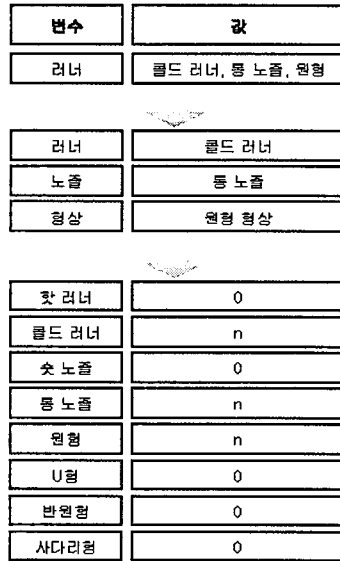 변수 값
러너 콜드 러너, 롱 노즐, 원형
러너 콜드 러너
노즐 롱 노즐
형상 원형 형상
핫 러너 0
콜드 러너 n
숏 노즐 0
롱 노즐 n
원형 n
U형 0
반원형 0
사다리형 0